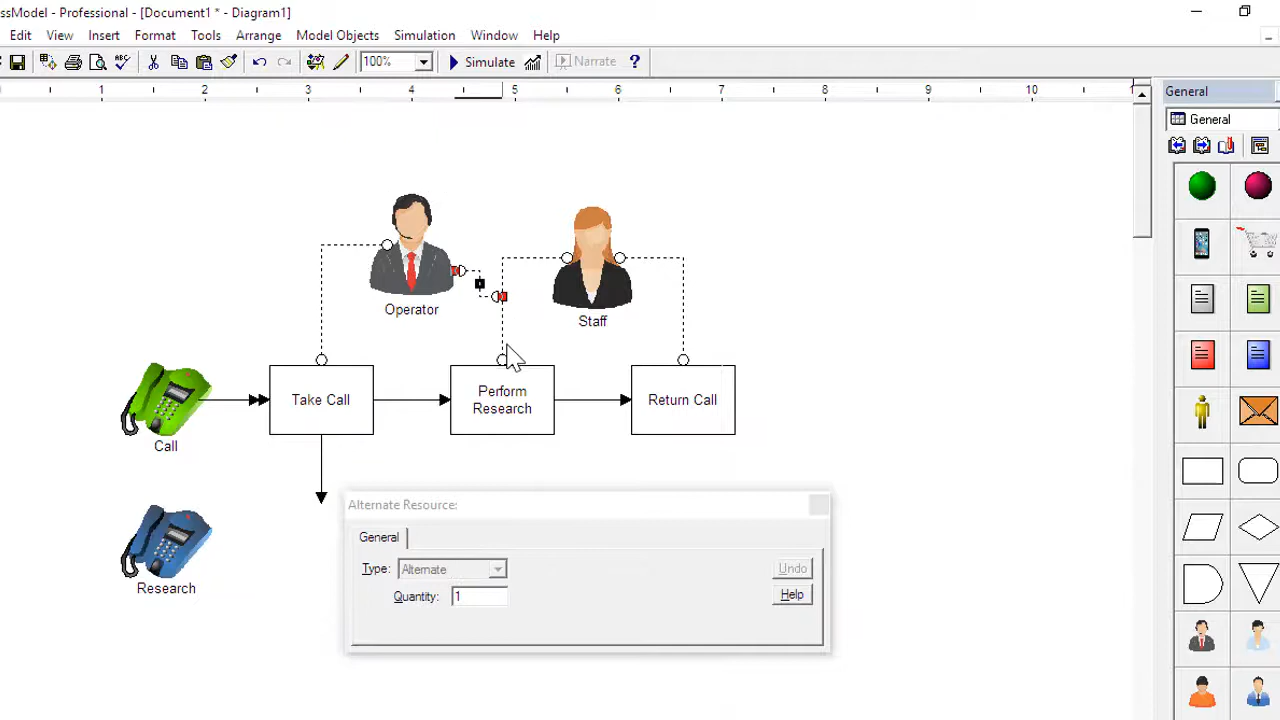 ssModel - Professional - [Document1 * - Diagram1]
Edit View Insert Format Tools Arrange Model Objects Simulation Window Help
100% Simulate Narrate ?
1 2 3 4 5 6 7 8 9 10
General
General
Operator
Staff
Take Call
Perform
Research
Return Call
Call
Research
Alternate Resource:
General
Type: Alternate Undo
Quantity: 1 Help